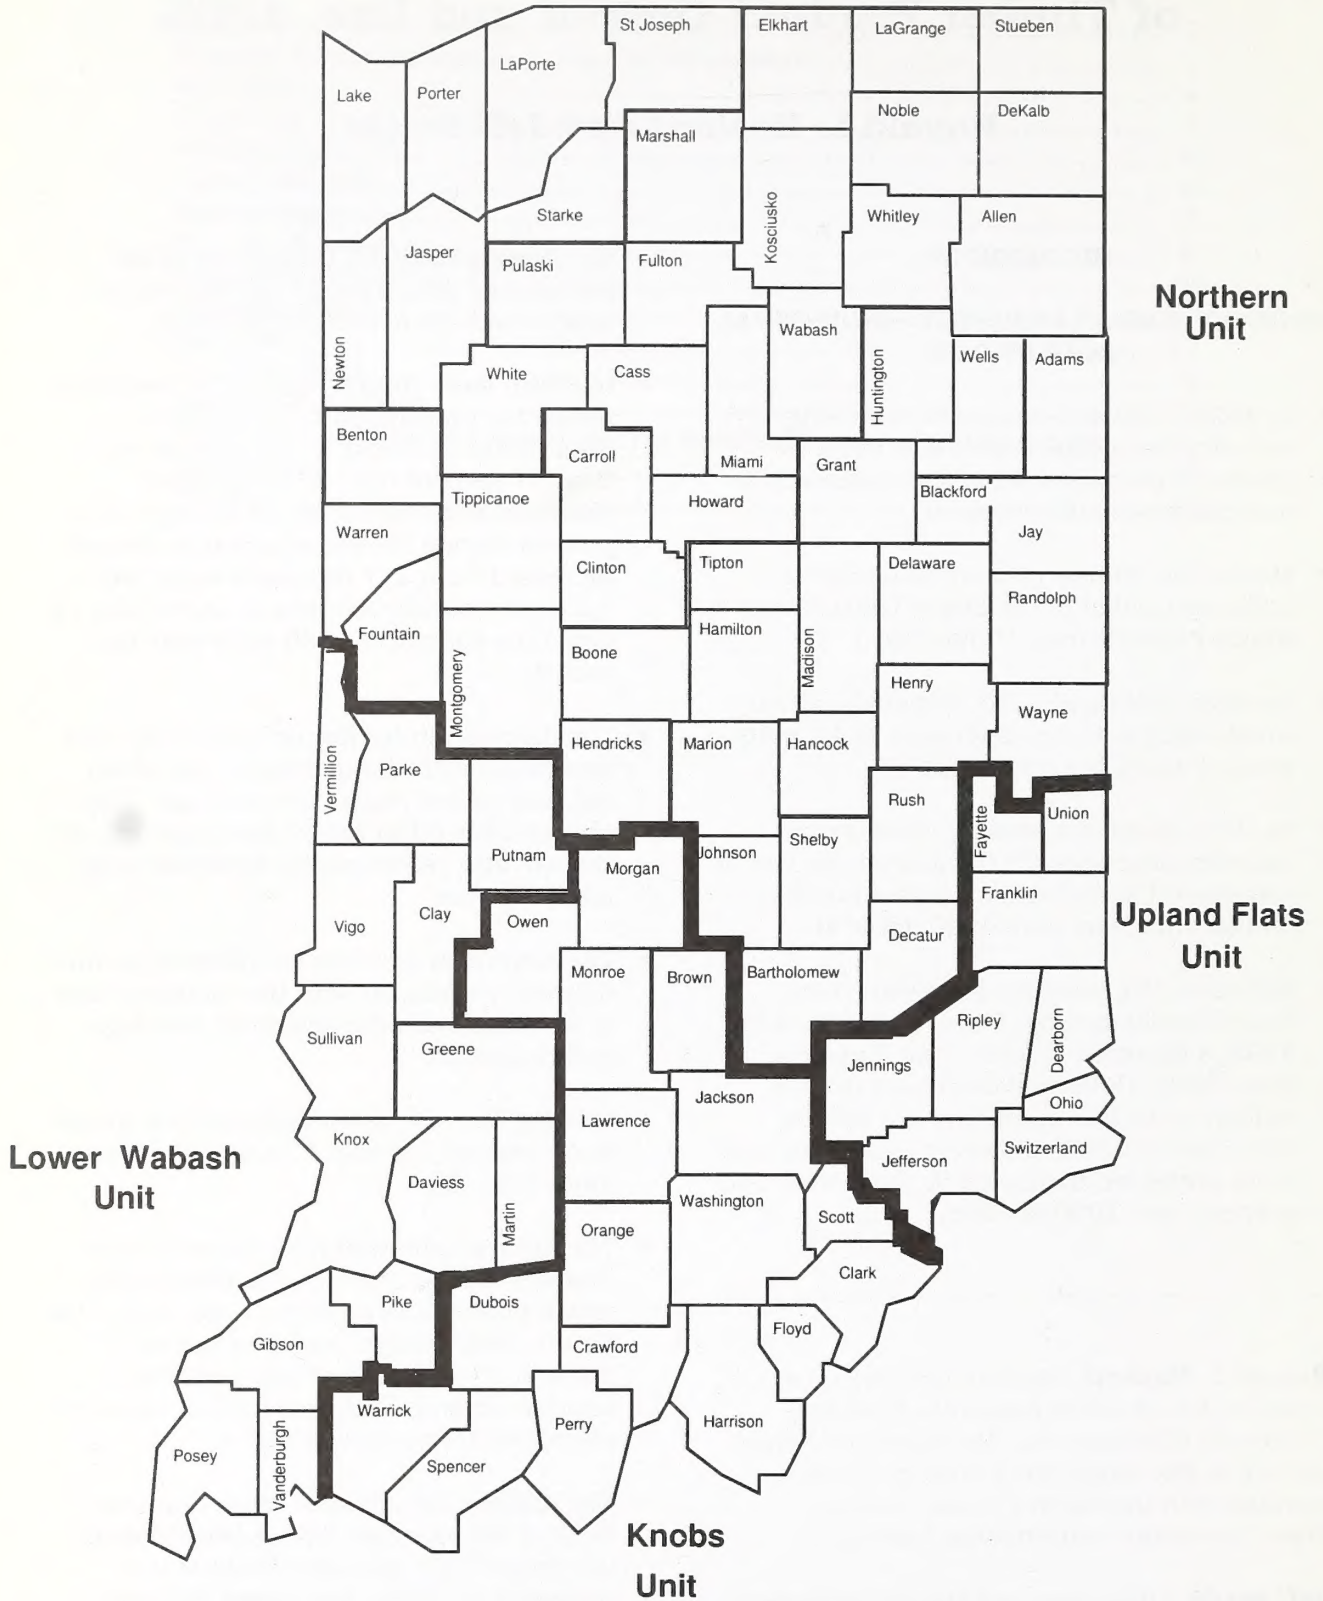 St Joseph
Elkhart
LaGrange
Stueben
LaPorte
Lake
Porter
Noble
DeKalb
Marshall
Kosciusko
Starke
Whitley
Allen
Jasper
Pulaski
Fulton
Northern
Unit
Newton
White
Cass
Wabash
Huntington
Wells
Adams
Benton
Carroll
Miami
Grant
Tippicanoe
Howard
Blackford
Warren
Jay
Clinton
Tipton
Delaware
Randolph
Fountain
Montgomery
Boone
Hamilton
Madison
Henry
Wayne
Vermillion
Parke
Hendricks
Marion
Hancock
Rush
Fayette
Union
Putnam
Morgan
Johnson
Shelby
Franklin
Vigo
Clay
Owen
Decatur
Upland Flats
Unit
Monroe
Brown
Bartholomew
Sullivan
Greene
Ripley
Dearborn
Jennings
Jackson
Ohio
Lawrence
Knox
Lower Wabash
Unit
Daviess
Martin
Jefferson
Switzerland
Washington
Orange
Scott
Clark
Pike
Dubois
Gibson
Crawford
Floyd
Warrick
Perry
Harrison
Posey
Vanderburgh
Spencer
Knobs
Unit